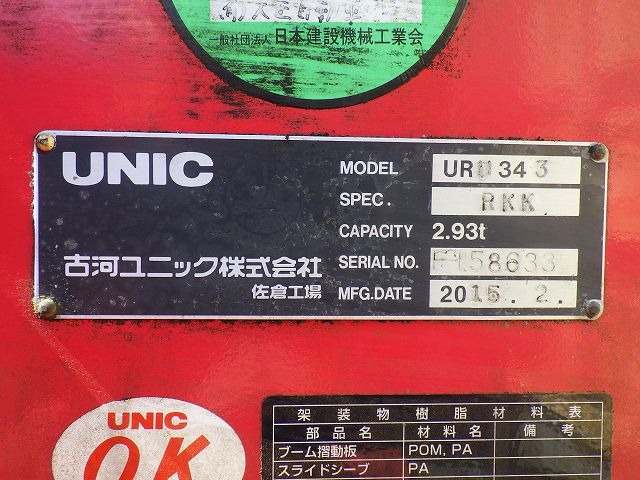 一般社団法人 日本建設機械工業会
UNIC
MODEL URU343
SPEC. RKK
CAPACITY 2.93t
古河ユニック株式会社
SERIAL NO.
佐倉工場
MFG.DATE 2015.2.
UNIC
OK
架装物樹脂材料表
部品名 材料名 備考
ブーム摺動板 POM, PA
スライドシーブ PA